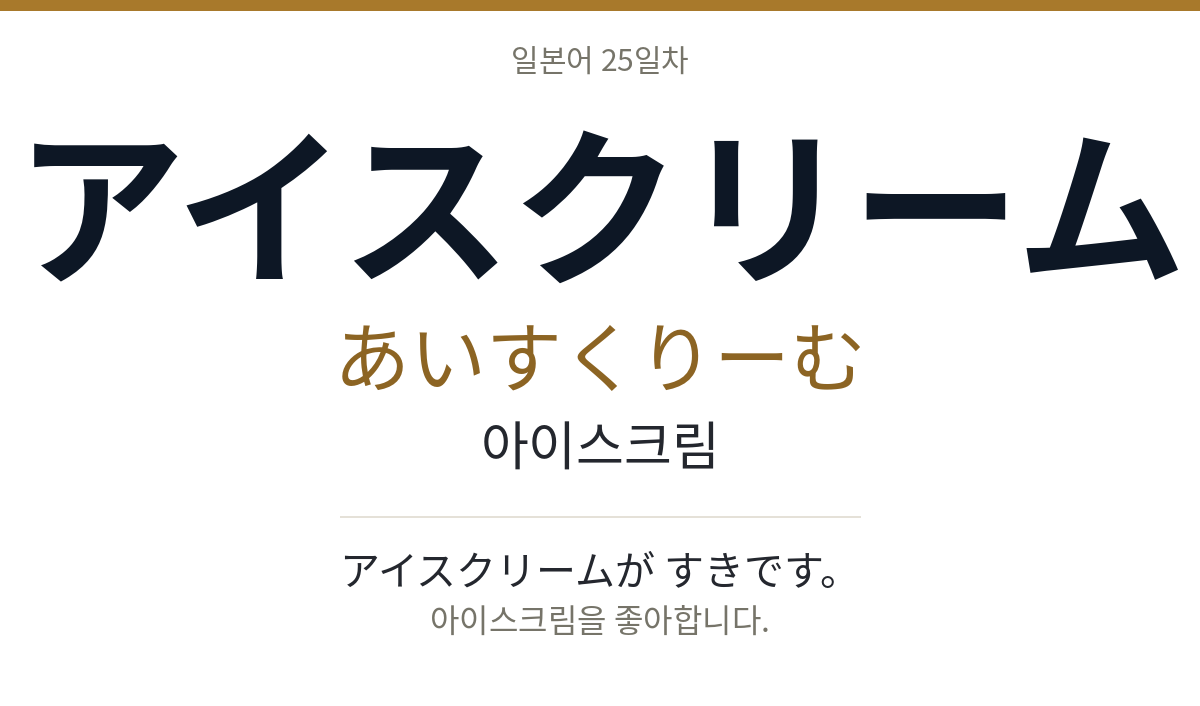 일본어 25일차
アイスクリーム
あいすくりーむ
아이스크림
アイスクリームが すきです。
아이스크림을 좋아합니다.